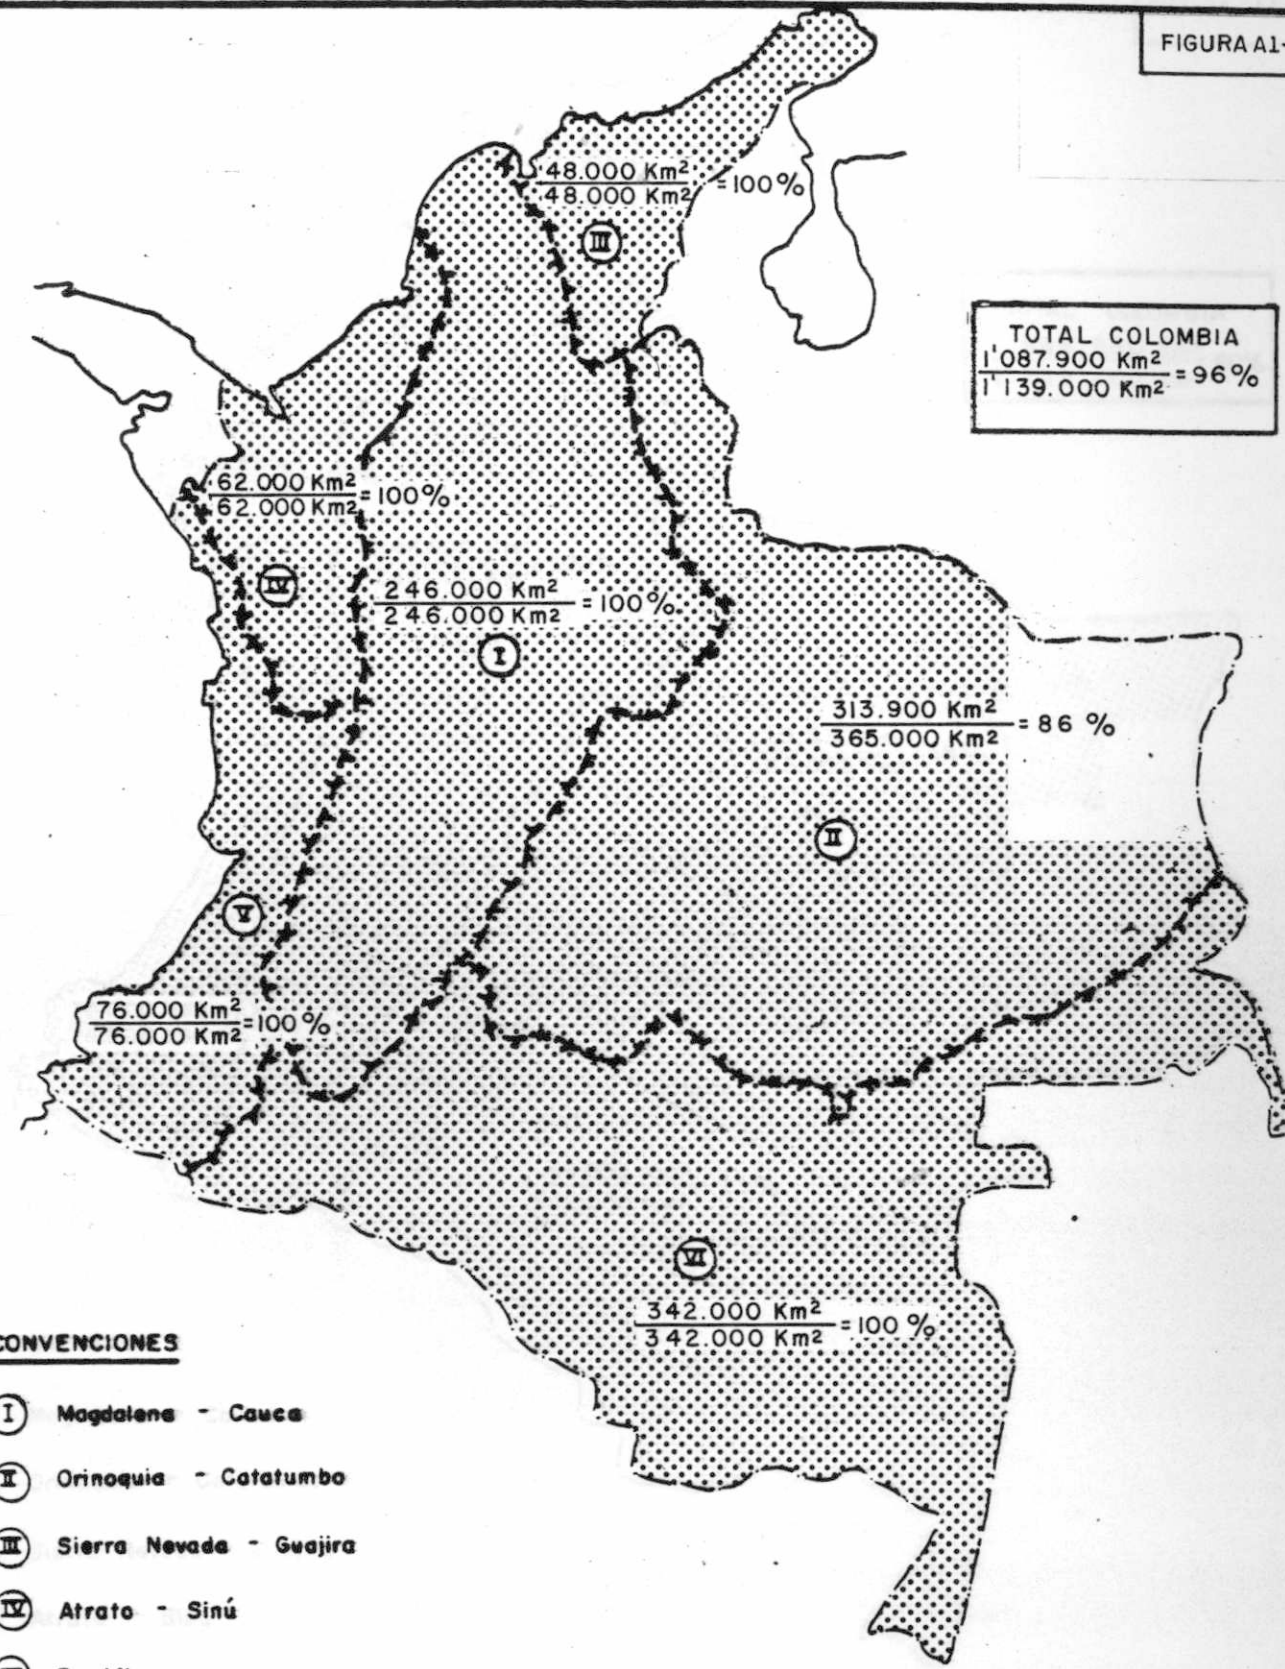 FIGURA A1-
48.000 Km²
48.000 Km² = 100%
III
TOTAL COLOMBIA
1'087.900 Km²
1'139.000 Km² = 96%
62.000 Km²
62.000 Km² = 100%
IV
246.000 Km²
246.000 Km² = 100%
I
313.900 Km²
365.000 Km² = 86 %
II
V
76.000 Km²
76.000 Km² = 100%
VI
342.000 Km²
342.000 Km² = 100 %
CONVENCIONES
I Magdalena - Cauca
II Orinoquia - Catatumbo
III Sierra Nevada - Guajira
IV Atrato - Sinú